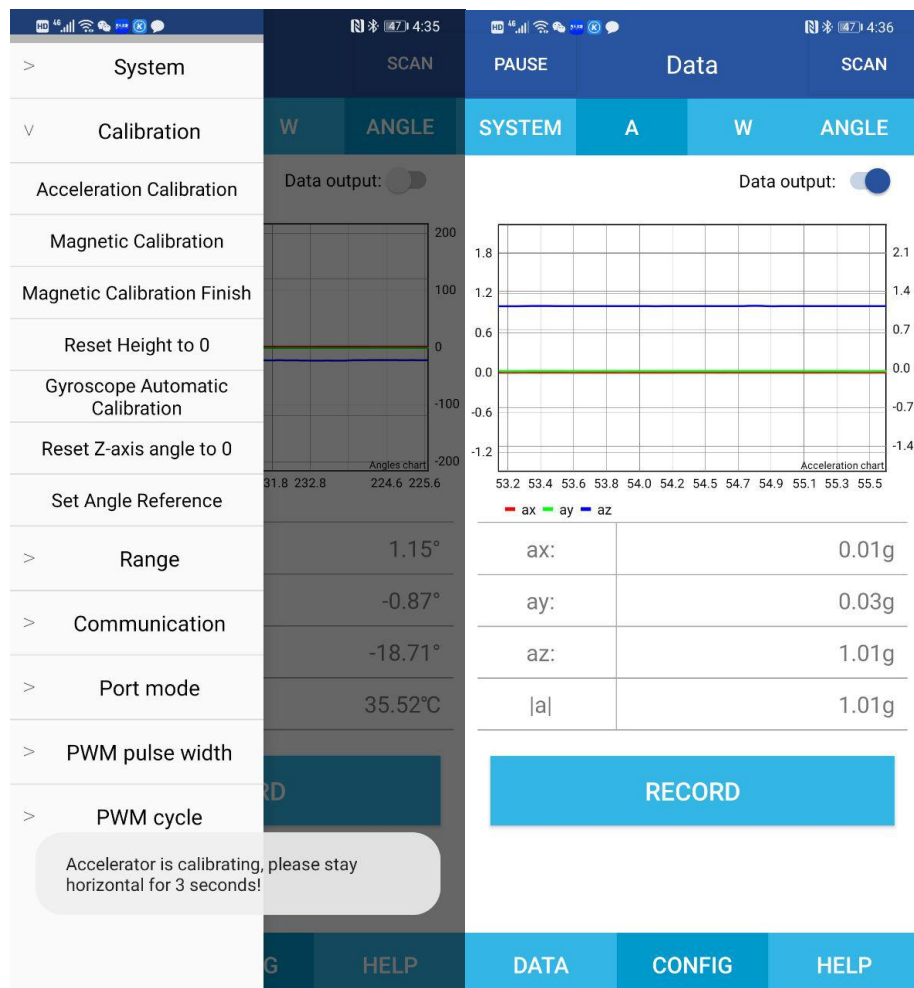 HD 46 47 4:35
> System
SCAN
v Calibration
W ANGLE
Acceleration Calibration
Data output:
Magnetic Calibration
Magnetic Calibration Finish
Reset Height to 0
Gyroscope Automatic
Calibration
Reset Z-axis angle to 0
Set Angle Reference
> Range
> Communication
> Port mode
> PWM pulse width
> PWM cycle
200
100
0
-100
-200
Angles chart
31.8 232.8 224.6 225.6
1.15°
-0.87°
-18.71°
35.52℃
RD
Accelerator is calibrating, please stay
horizontal for 3 seconds!
G HELP
HD 46 47 4:36
PAUSE Data SCAN
SYSTEM A W ANGLE
Data output:
1.8 2.1
1.2 1.4
0.6 0.7
0.0 0.0
-0.6 -0.7
-1.2 -1.4
Acceleration chart
53.2 53.4 53.6 53.8 54.0 54.2 54.5 54.7 54.9 55.1 55.3 55.5
ax ay az
ax: 0.01g
ay: 0.03g
az: 1.01g
|a| 1.01g
RECORD
DATA CONFIG HELP